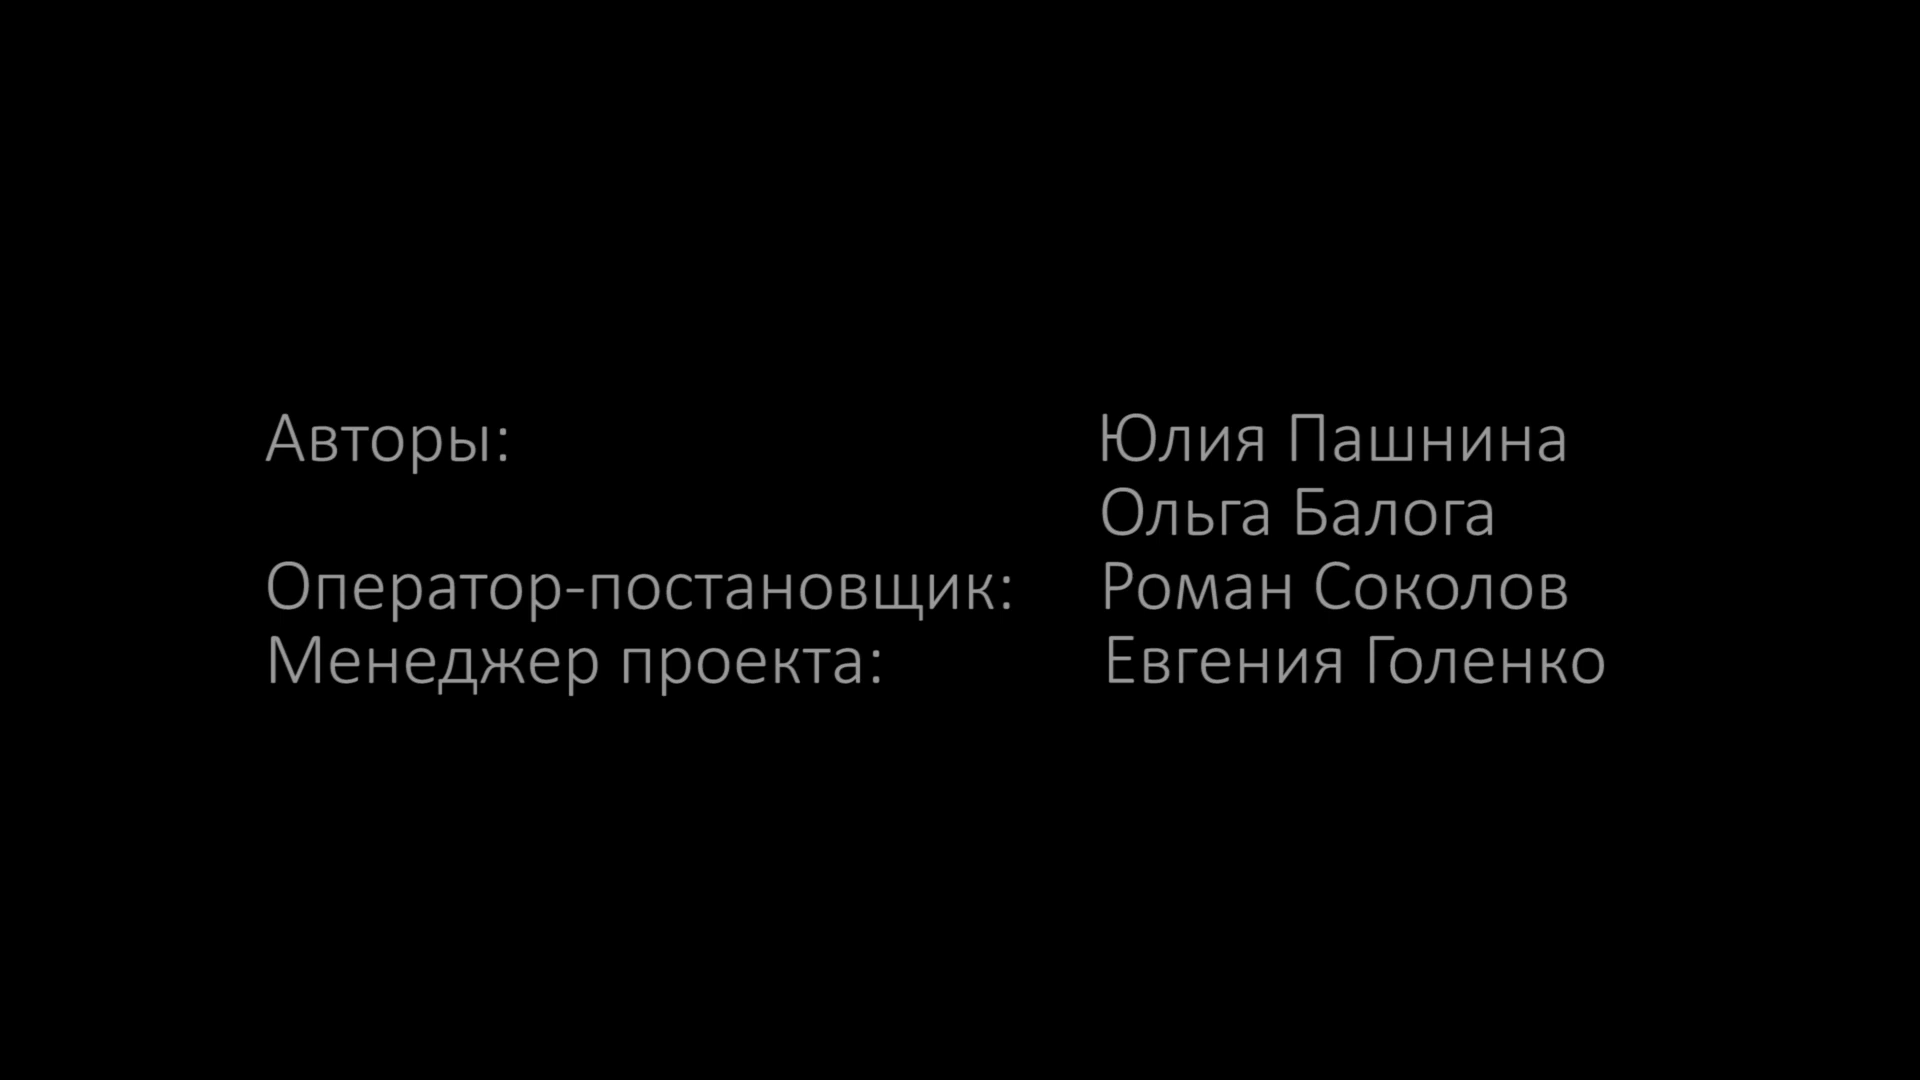 Авторы: Юлия Пашнина
Ольга Балога
Оператор-постановщик: Роман Соколов
Менеджер проекта: Евгения Голенко